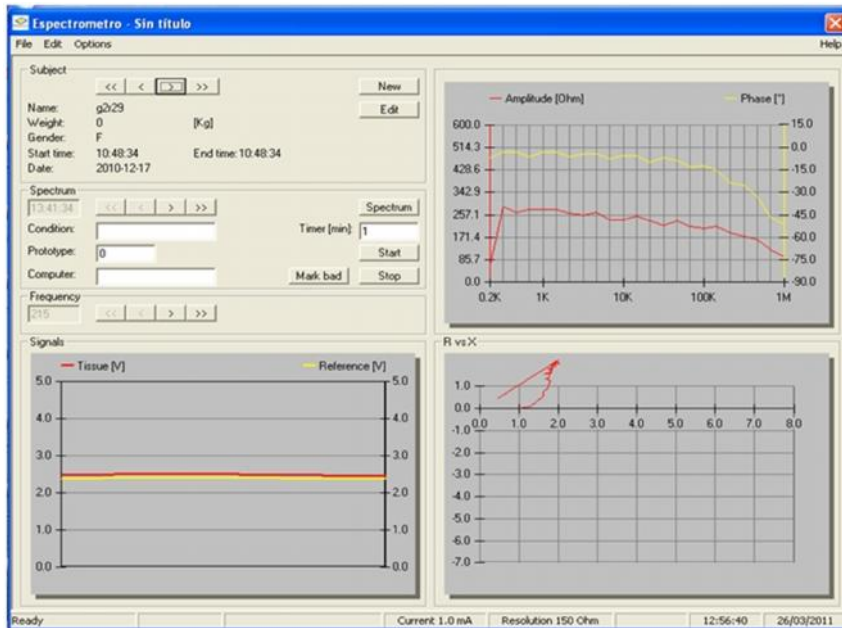 Espectrometro - Sin título
File Edit Options Help
Subject
<< < > >> New
Name: g2r29 Edit
Weight: 0 [Kg]
Gender: F
Start time: 10:48:34 End time: 10:48:34
Date: 2010-12-17
Spectrum
13:41:34 << < > >> Spectrum
Condition: Timer [min]: 1
Prototype: 0 Start
Computer: Mark bad Stop
Frequency
215 << < > >>
Amplitude [Ohm] Phase [°]
600.0 15.0
514.3 0.0
428.6 -15.0
342.9 -30.0
257.1 -45.0
171.4 -60.0
85.7 -75.0
0.0 -90.0
0.2K 1K 10K 100K 1M
Signals
Tissue [V] Reference [V]
5.0 5.0
4.0 4.0
3.0 3.0
2.0 2.0
1.0 1.0
0.0 0.0
R vs X
1.0
0.0
0.0 1.0 2.0 3.0 4.0 5.0 6.0 7.0 8.0
-1.0
-2.0
-3.0
-4.0
-5.0
-6.0
-7.0
Ready Current 1.0 mA Resolution 150 Ohm 12:56:40 26/03/2011